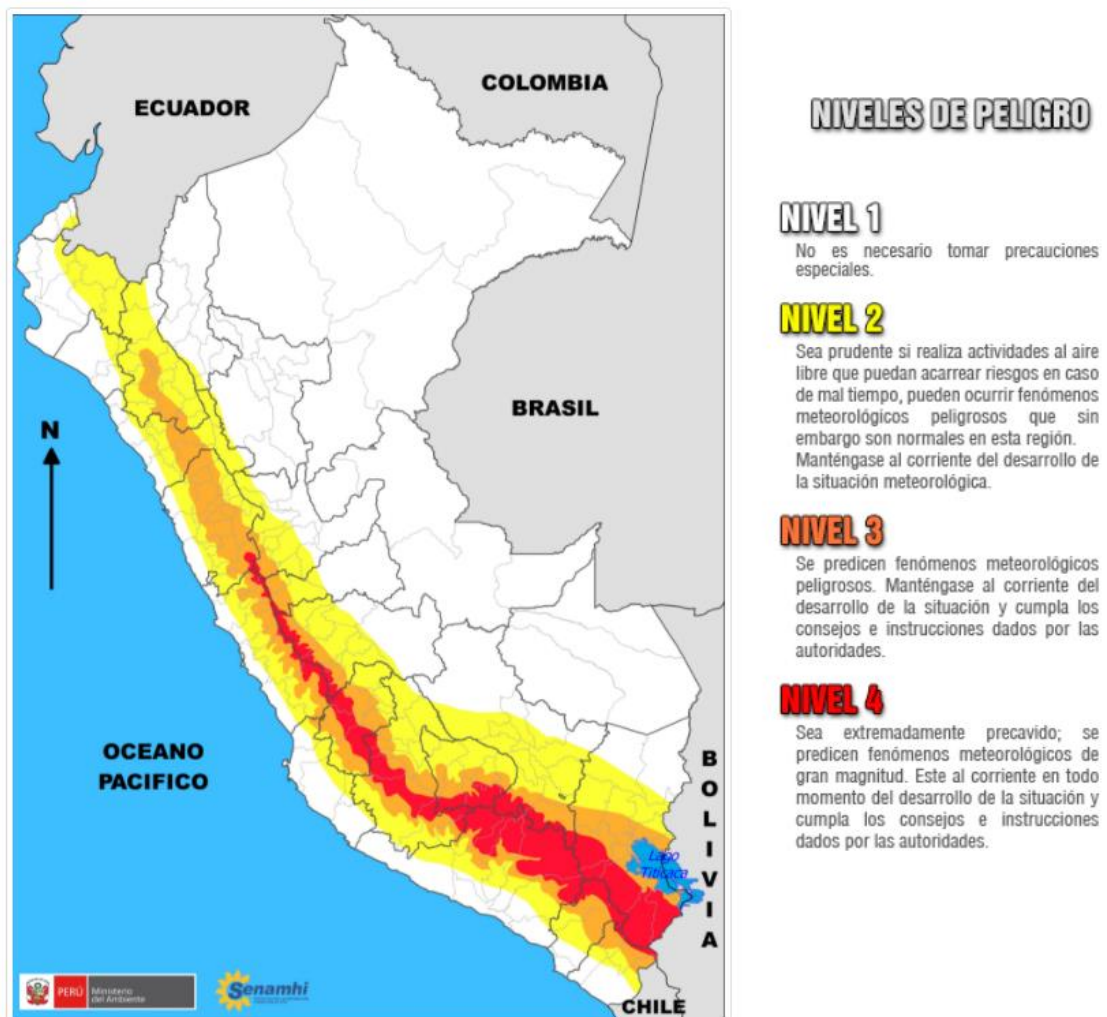 ECUADOR
COLOMBIA
BRASIL
N
OCEANO
PACIFICO
BOLIVIA
Lago
Titicaca
CHILE
PERÚ
Ministerio
del Ambiente
Senamhi
NIVELES DE PELIGRO
NIVEL 1
No es necesario tomar precauciones
especiales.
NIVEL 2
Sea prudente si realiza actividades al aire
libre que puedan acarrear riesgos en caso
de mal tiempo, pueden ocurrir fenómenos
meteorológicos peligrosos que sin
embargo son normales en esta región.
Manténgase al corriente del desarrollo de
la situación meteorológica.
NIVEL 3
Se predicen fenómenos meteorológicos
peligrosos. Manténgase al corriente del
desarrollo de la situación y cumpla los
consejos e instrucciones dados por las
autoridades.
NIVEL 4
Sea extremadamente precavido; se
predicen fenómenos meteorológicos de
gran magnitud. Este al corriente en todo
momento del desarrollo de la situación y
cumpla los consejos e instrucciones
dados por las autoridades.